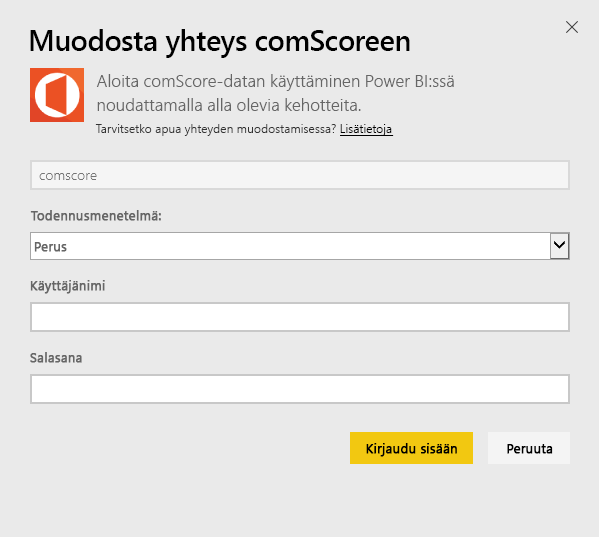 Muodosta yhteys comScoreen
Aloita comScore-datan käyttäminen Power BI:ssä
noudattamalla alla olevia kehotteita.
Tarvitsetko apua yhteyden muodostamisessa? Lisätietoja
comscore
Todennusmenetelmä:
Perus
Käyttäjänimi
Salasana
Kirjaudu sisään Peruuta